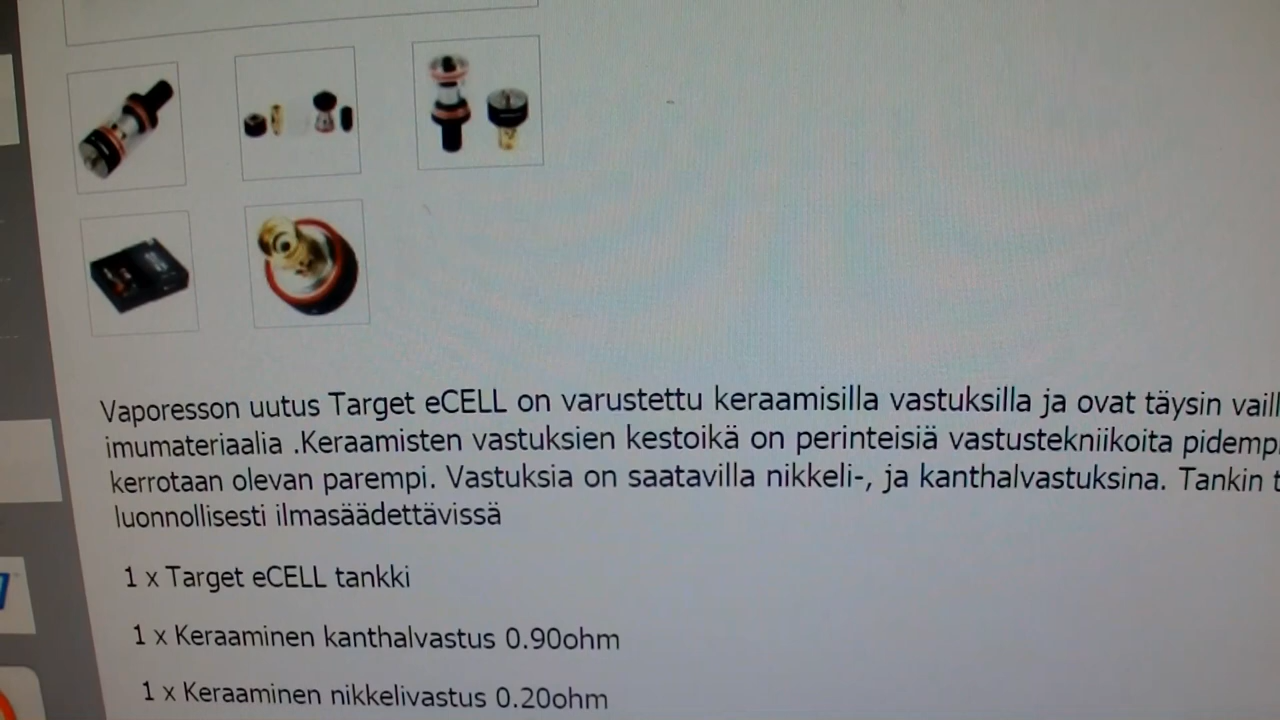 Vaporesson uutus Target eCELL on varustettu keraamisilla vastuksilla ja ovat täysin
imumateriaalia .Keraamisten vastuksien kestoikä on perinteisiä vastustekniikoita
kerrotaan olevan parempi. Vastuksia on saatavilla nikkeli-, ja kanthalvastuksina. Tankin
luonnollisesti ilmasäädettävissä
1 x Target eCELL tankki
1 x Keraaminen kanthalvastus 0.90ohm
1 x Keraaminen nikkelivastus 0.20ohm